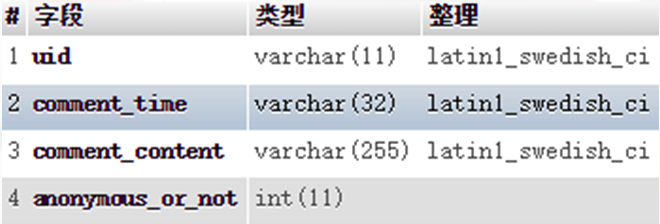 # 字段 类型 整理
1 uid varchar(11) latin1_swedish_ci
2 comment_time varchar(32) latin1_swedish_ci
3 comment_content varchar(255) latin1_swedish_ci
4 anonymous_or_not int(11)